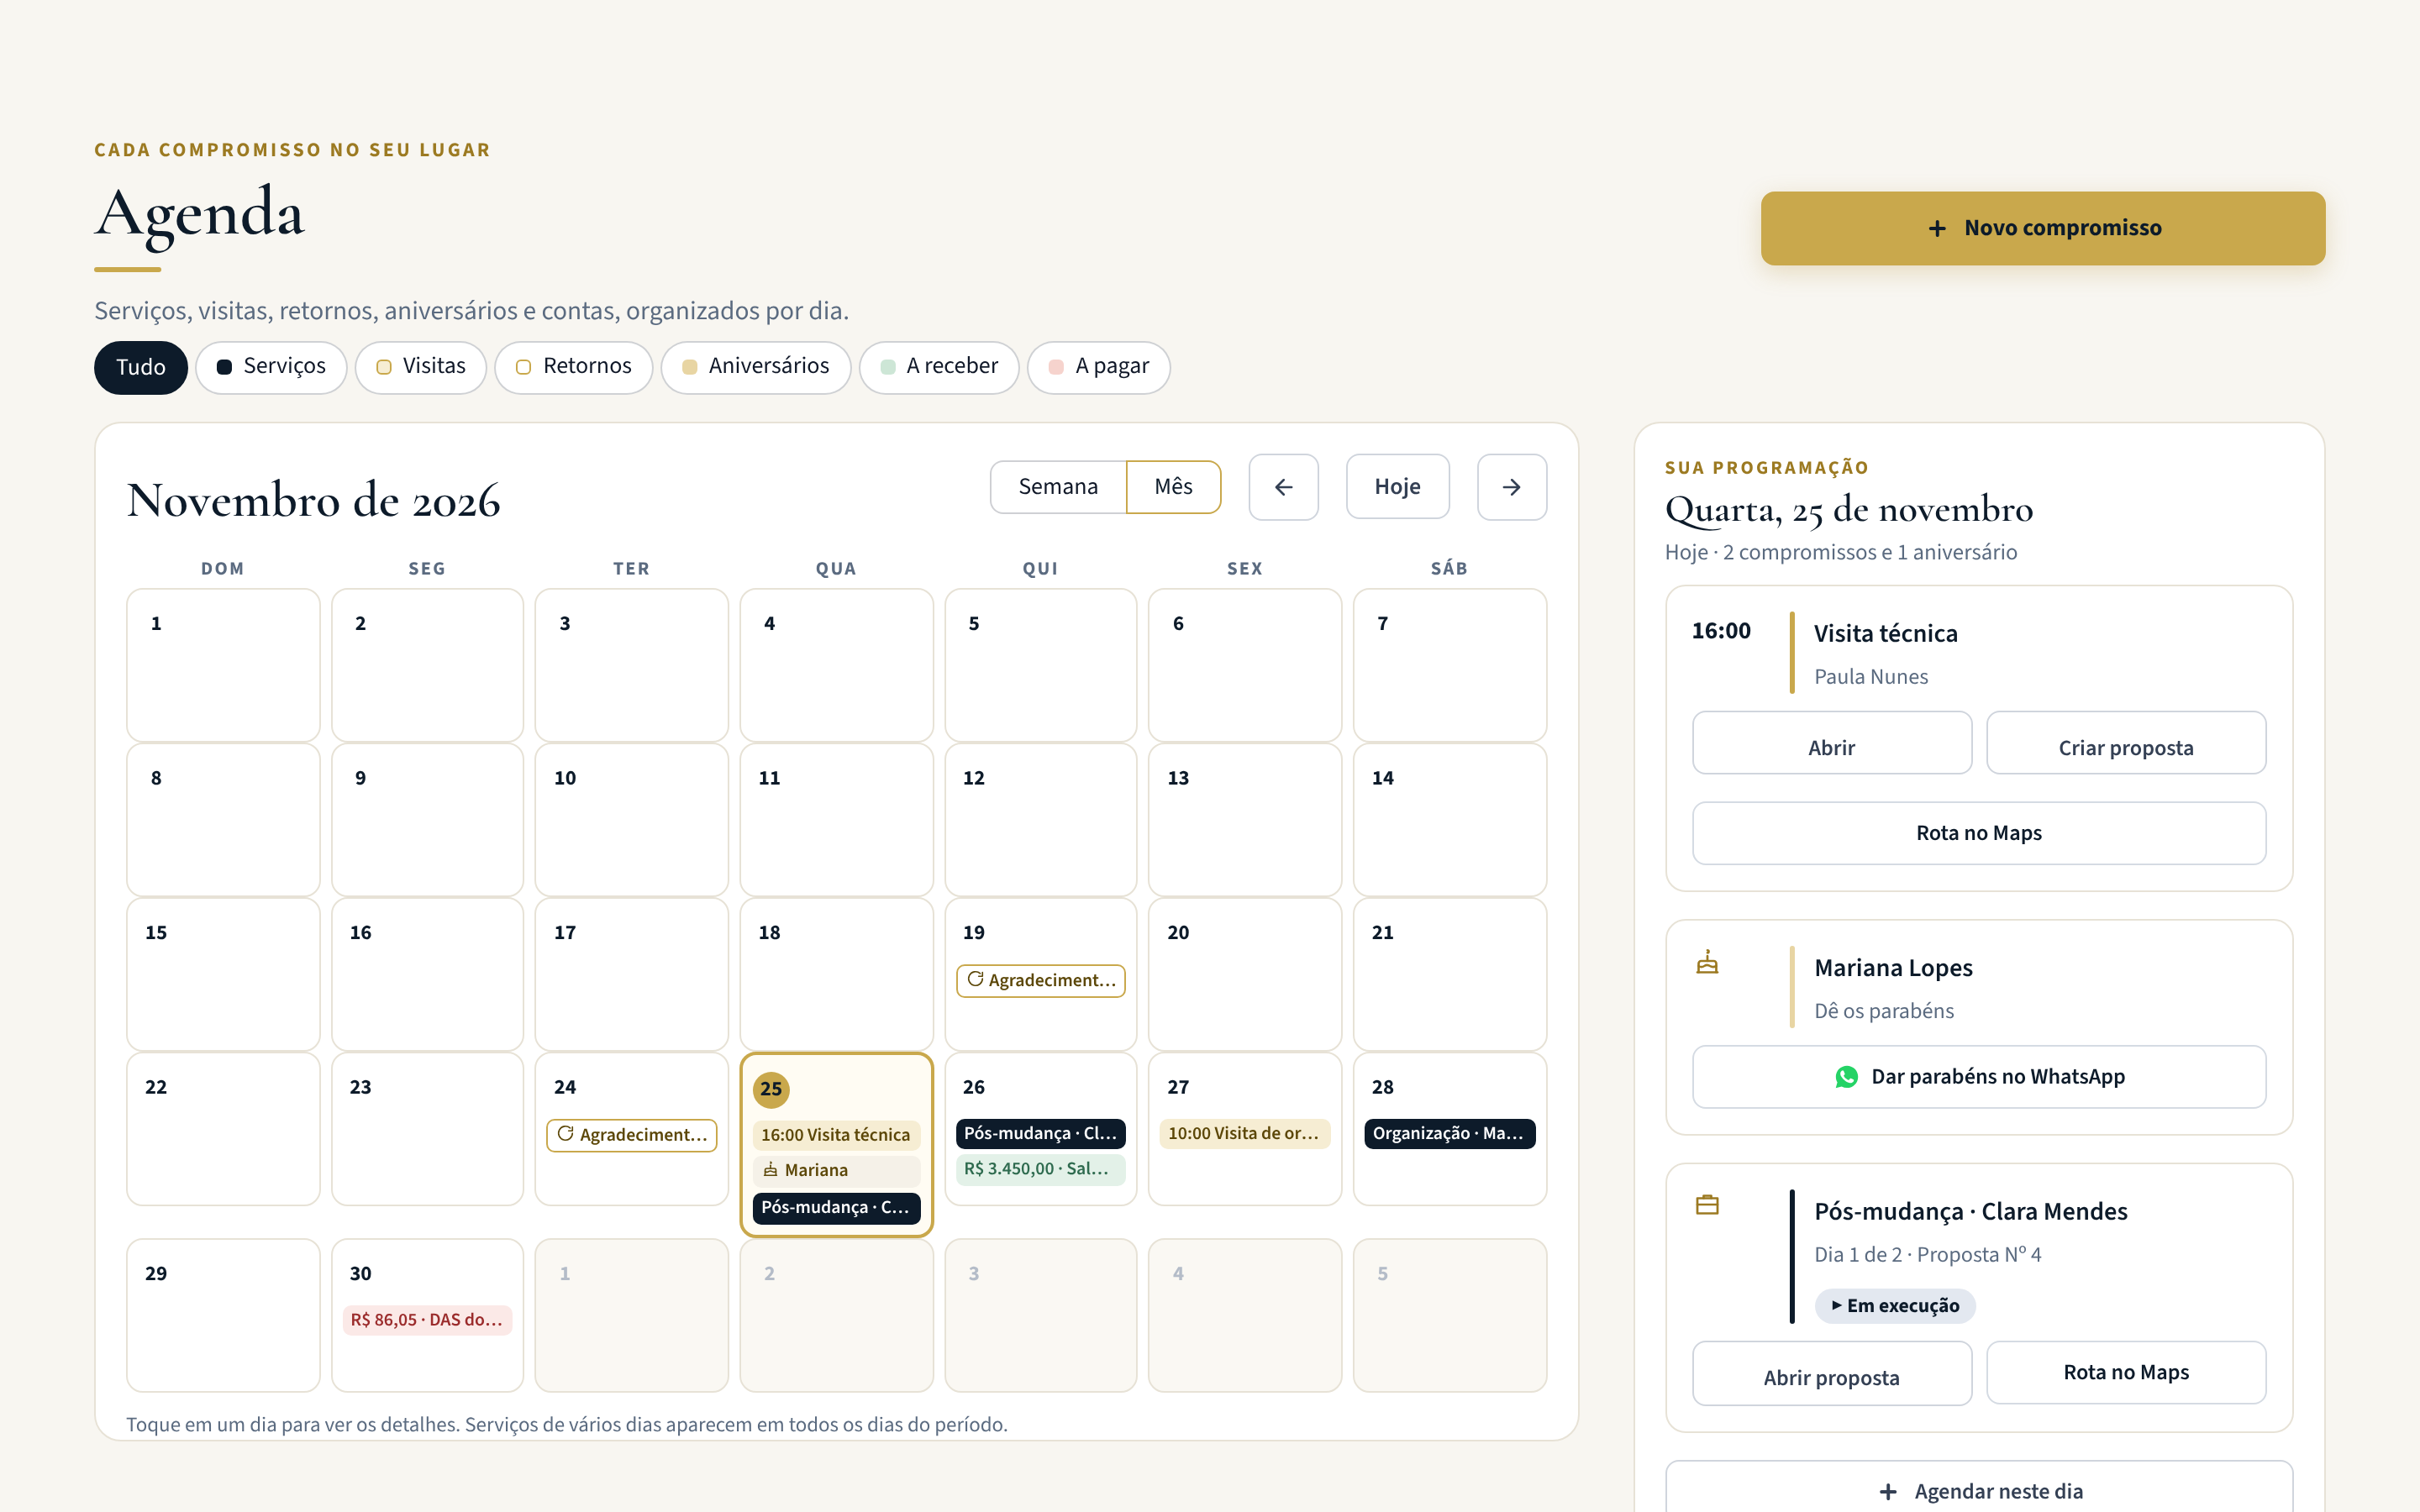 CADA COMPROMISSO NO SEU LUGAR
Agenda
+ Novo compromisso
Serviços, visitas, retornos, aniversários e contas, organizados por dia.
Tudo Serviços Visitas Retornos Aniversários A receber A pagar
Novembro de 2026
Semana Mês ← Hoje →
DOM SEG TER QUA QUI SEX SÁB
1 2 3 4 5 6 7
8 9 10 11 12 13 14
15 16 17 18 19 20 21
Agradeciment...
22 23 24 25 26 27 28
Agradeciment...
16:00 Visita técnica
Mariana
Pós-mudança · C...
Pós-mudança · Cl...
R$ 3.450,00 · Sal...
10:00 Visita de or...
Organização · Ma...
29 30 1 2 3 4 5
R$ 86,05 · DAS do...
Toque em um dia para ver os detalhes. Serviços de vários dias aparecem em todos os dias do período.
SUA PROGRAMAÇÃO
Quarta, 25 de novembro
Hoje · 2 compromissos e 1 aniversário
16:00 Visita técnica
Paula Nunes
Abrir Criar proposta
Rota no Maps
Mariana Lopes
Dê os parabéns
Dar parabéns no WhatsApp
Pós-mudança · Clara Mendes
Dia 1 de 2 · Proposta Nº 4
Em execução
Abrir proposta Rota no Maps
+ Agendar neste dia